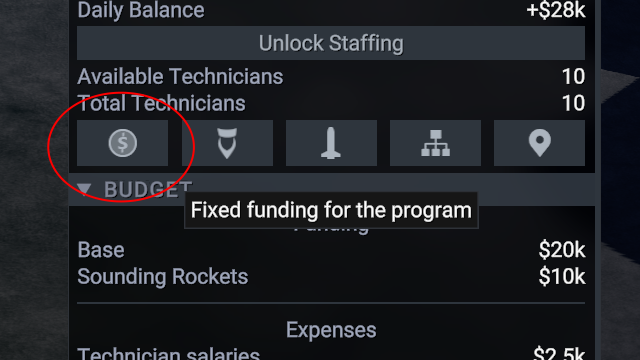 Daily Balance +$28k
Unlock Staffing
Available Technicians 10
Total Technicians 10
$
▼ BUDGET
Fixed funding for the program
Funding
Base $20k
Sounding Rockets $10k
Expenses
Technician salaries $2.5k